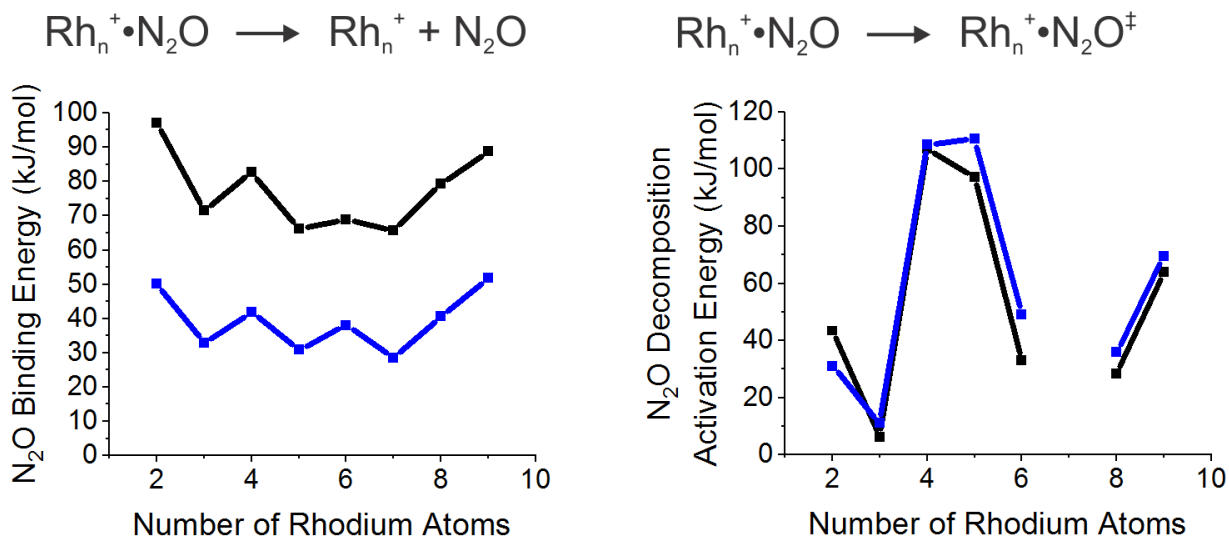 Rhₙ⁺•N₂O → Rhₙ⁺ + N₂O
N₂O Binding Energy (kJ/mol)
100
90
80
70
60
50
40
30
20
10
0
2 4 6 8 10
Number of Rhodium Atoms
Rhₙ⁺•N₂O → Rhₙ⁺•N₂O‡
N₂O Decomposition
Activation Energy (kJ/mol)
120
100
80
60
40
20
0
2 4 6 8 10
Number of Rhodium Atoms